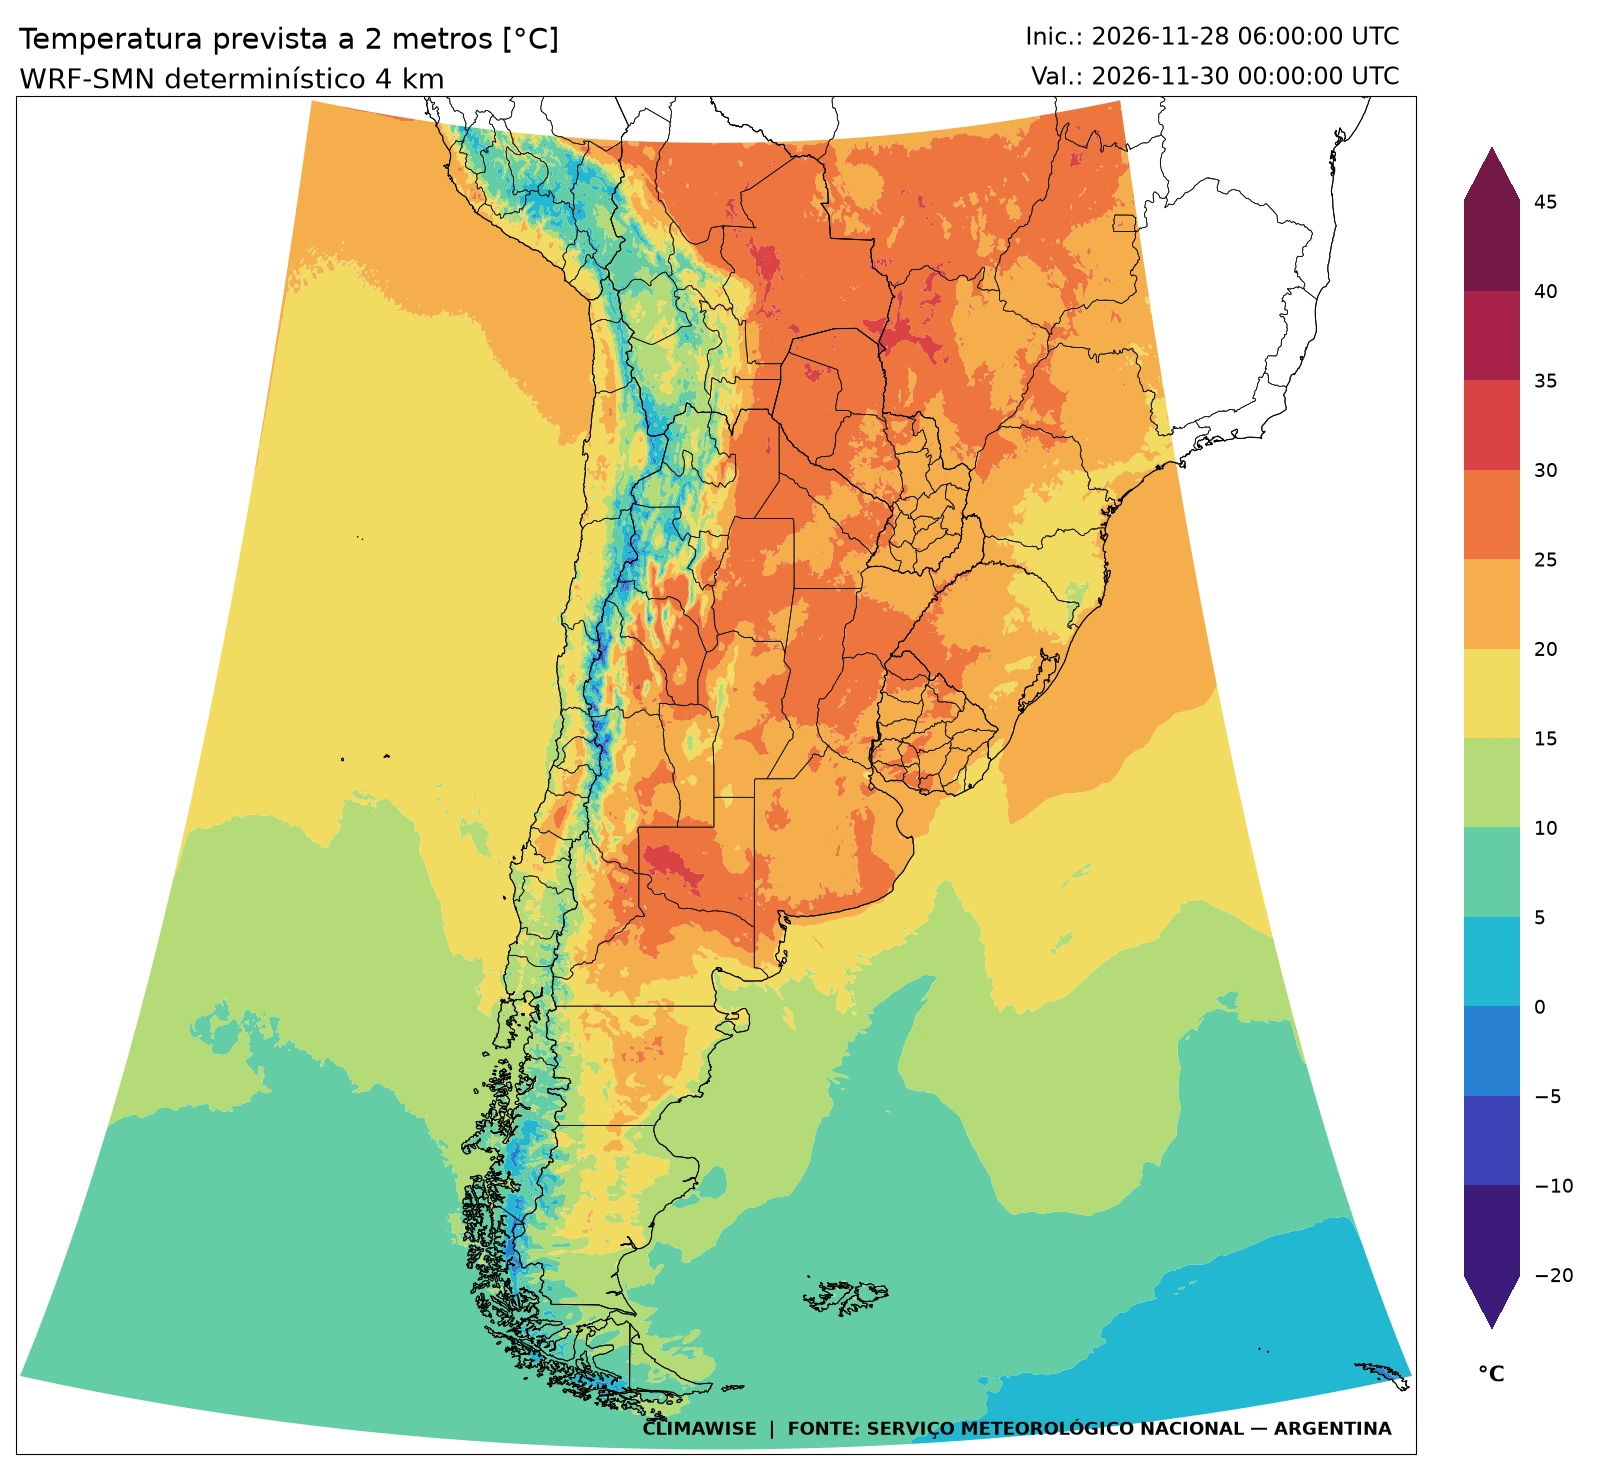 Temperatura prevista a 2 metros [°C]
WRF-SMN determinístico 4 km
Inic.: 2026-11-28 06:00:00 UTC
Val.: 2026-11-30 00:00:00 UTC
45
40
35
30
25
20
15
10
5
0
−5
−10
−20
°C
CLIMAWISE | FONTE: SERVIÇO METEOROLÓGICO NACIONAL — ARGENTINA